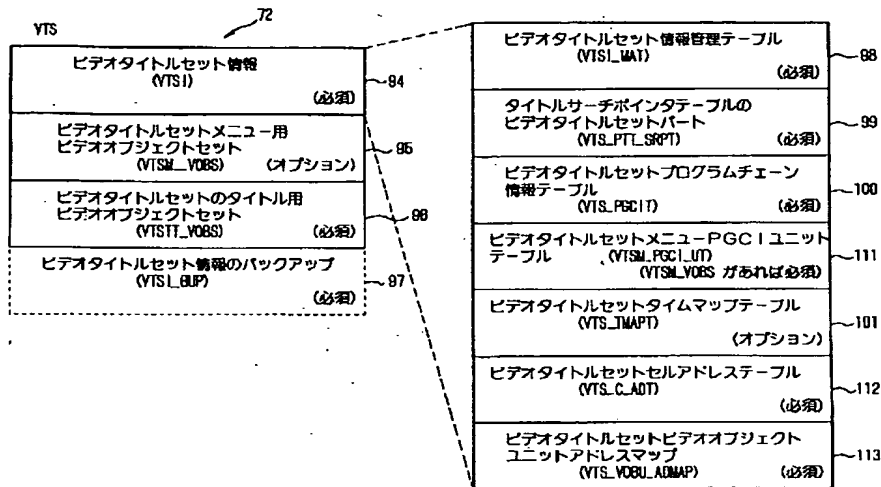 72
VTS
ビデオタイトルセット情報
(VTSI)
(必須)
94
ビデオタイトルセットメニュー用
ビデオオブジェクトセット
(VTSM_VOBS) (オプション)
95
ビデオタイトルセットのタイトル用
ビデオオブジェクトセット
(VTSTT_VOBS) (必須)
96
ビデオタイトルセット情報のバックアップ
(VTSI_BUP)
(必須)
97
ビデオタイトルセット情報管理テーブル
(VTSI_MAT)
(必須)
98
タイトルサーチポインタテーブルの
ビデオタイトルセットパート
(VTS_PTT_SRPT) (必須)
99
ビデオタイトルセットプログラムチェーン
情報テーブル
(VTS_PGCIT) (必須)
100
ビデオタイトルセットメニューPGCIユニット
テーブル (VTSM_PGCI_UT)
(VTSM_VOBS があれば必須)
111
ビデオタイトルセットタイムマップテーブル
(VTS_TMAPT)
(オプション)
101
ビデオタイトルセットセルアドレステーブル
(VTS_C_ADT)
(必須)
112
ビデオタイトルセットビデオオブジェクト
ユニットアドレスマップ
(VTS_VOBU_ADMAP) (必須)
113